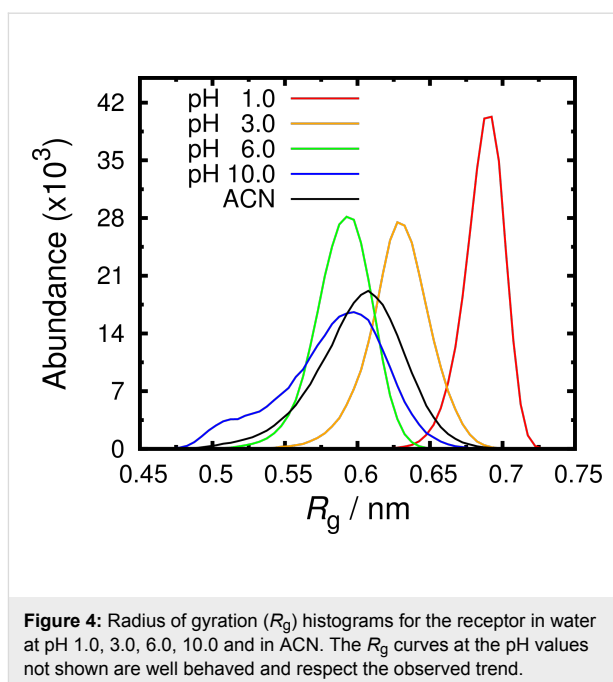 Abundance (x10³)
42
35
28
21
14
7
0
pH 1.0
pH 3.0
pH 6.0
pH 10.0
ACN
0.45 0.5 0.55 0.6 0.65 0.7 0.75
Rg / nm
Figure 4: Radius of gyration (Rg) histograms for the receptor in water
at pH 1.0, 3.0, 6.0, 10.0 and in ACN. The Rg curves at the pH values
not shown are well behaved and respect the observed trend.